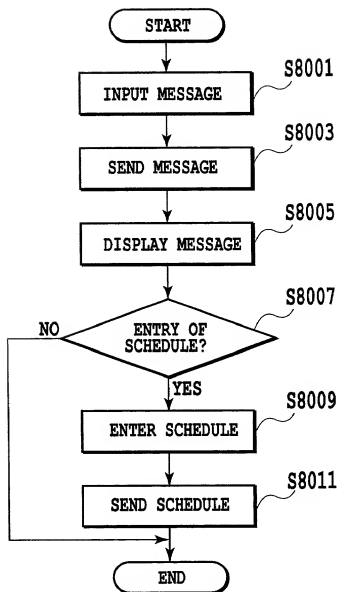 START
S8001
INPUT MESSAGE
S8003
SEND MESSAGE
S8005
DISPLAY MESSAGE
S8007
NO
ENTRY OF
SCHEDULE?
YES
S8009
ENTER SCHEDULE
S8011
SEND SCHEDULE
END